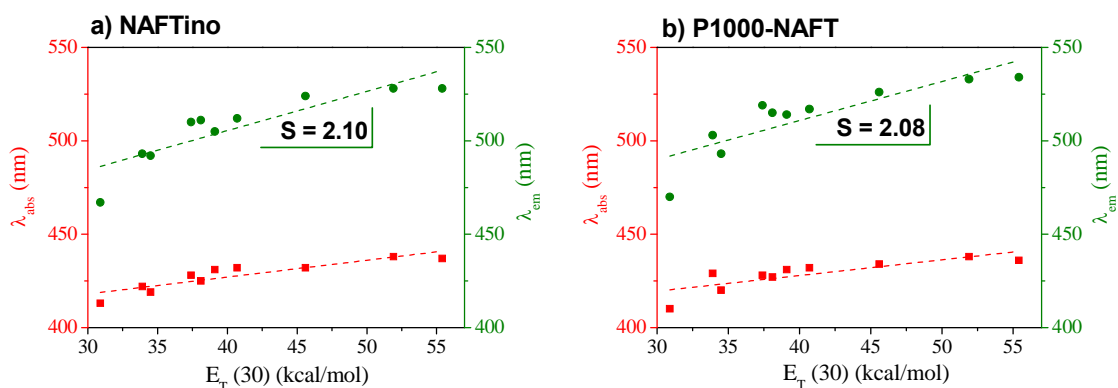 a) NAFTino
550
500
450
400
λabs (nm)
550
500
450
400
λem (nm)
S = 2.10
30 35 40 45 50 55
ET (30) (kcal/mol)
b) P1000-NAFT
550
500
450
400
λabs (nm)
550
500
450
400
λem (nm)
S = 2.08
30 35 40 45 50 55
ET (30) (kcal/mol)